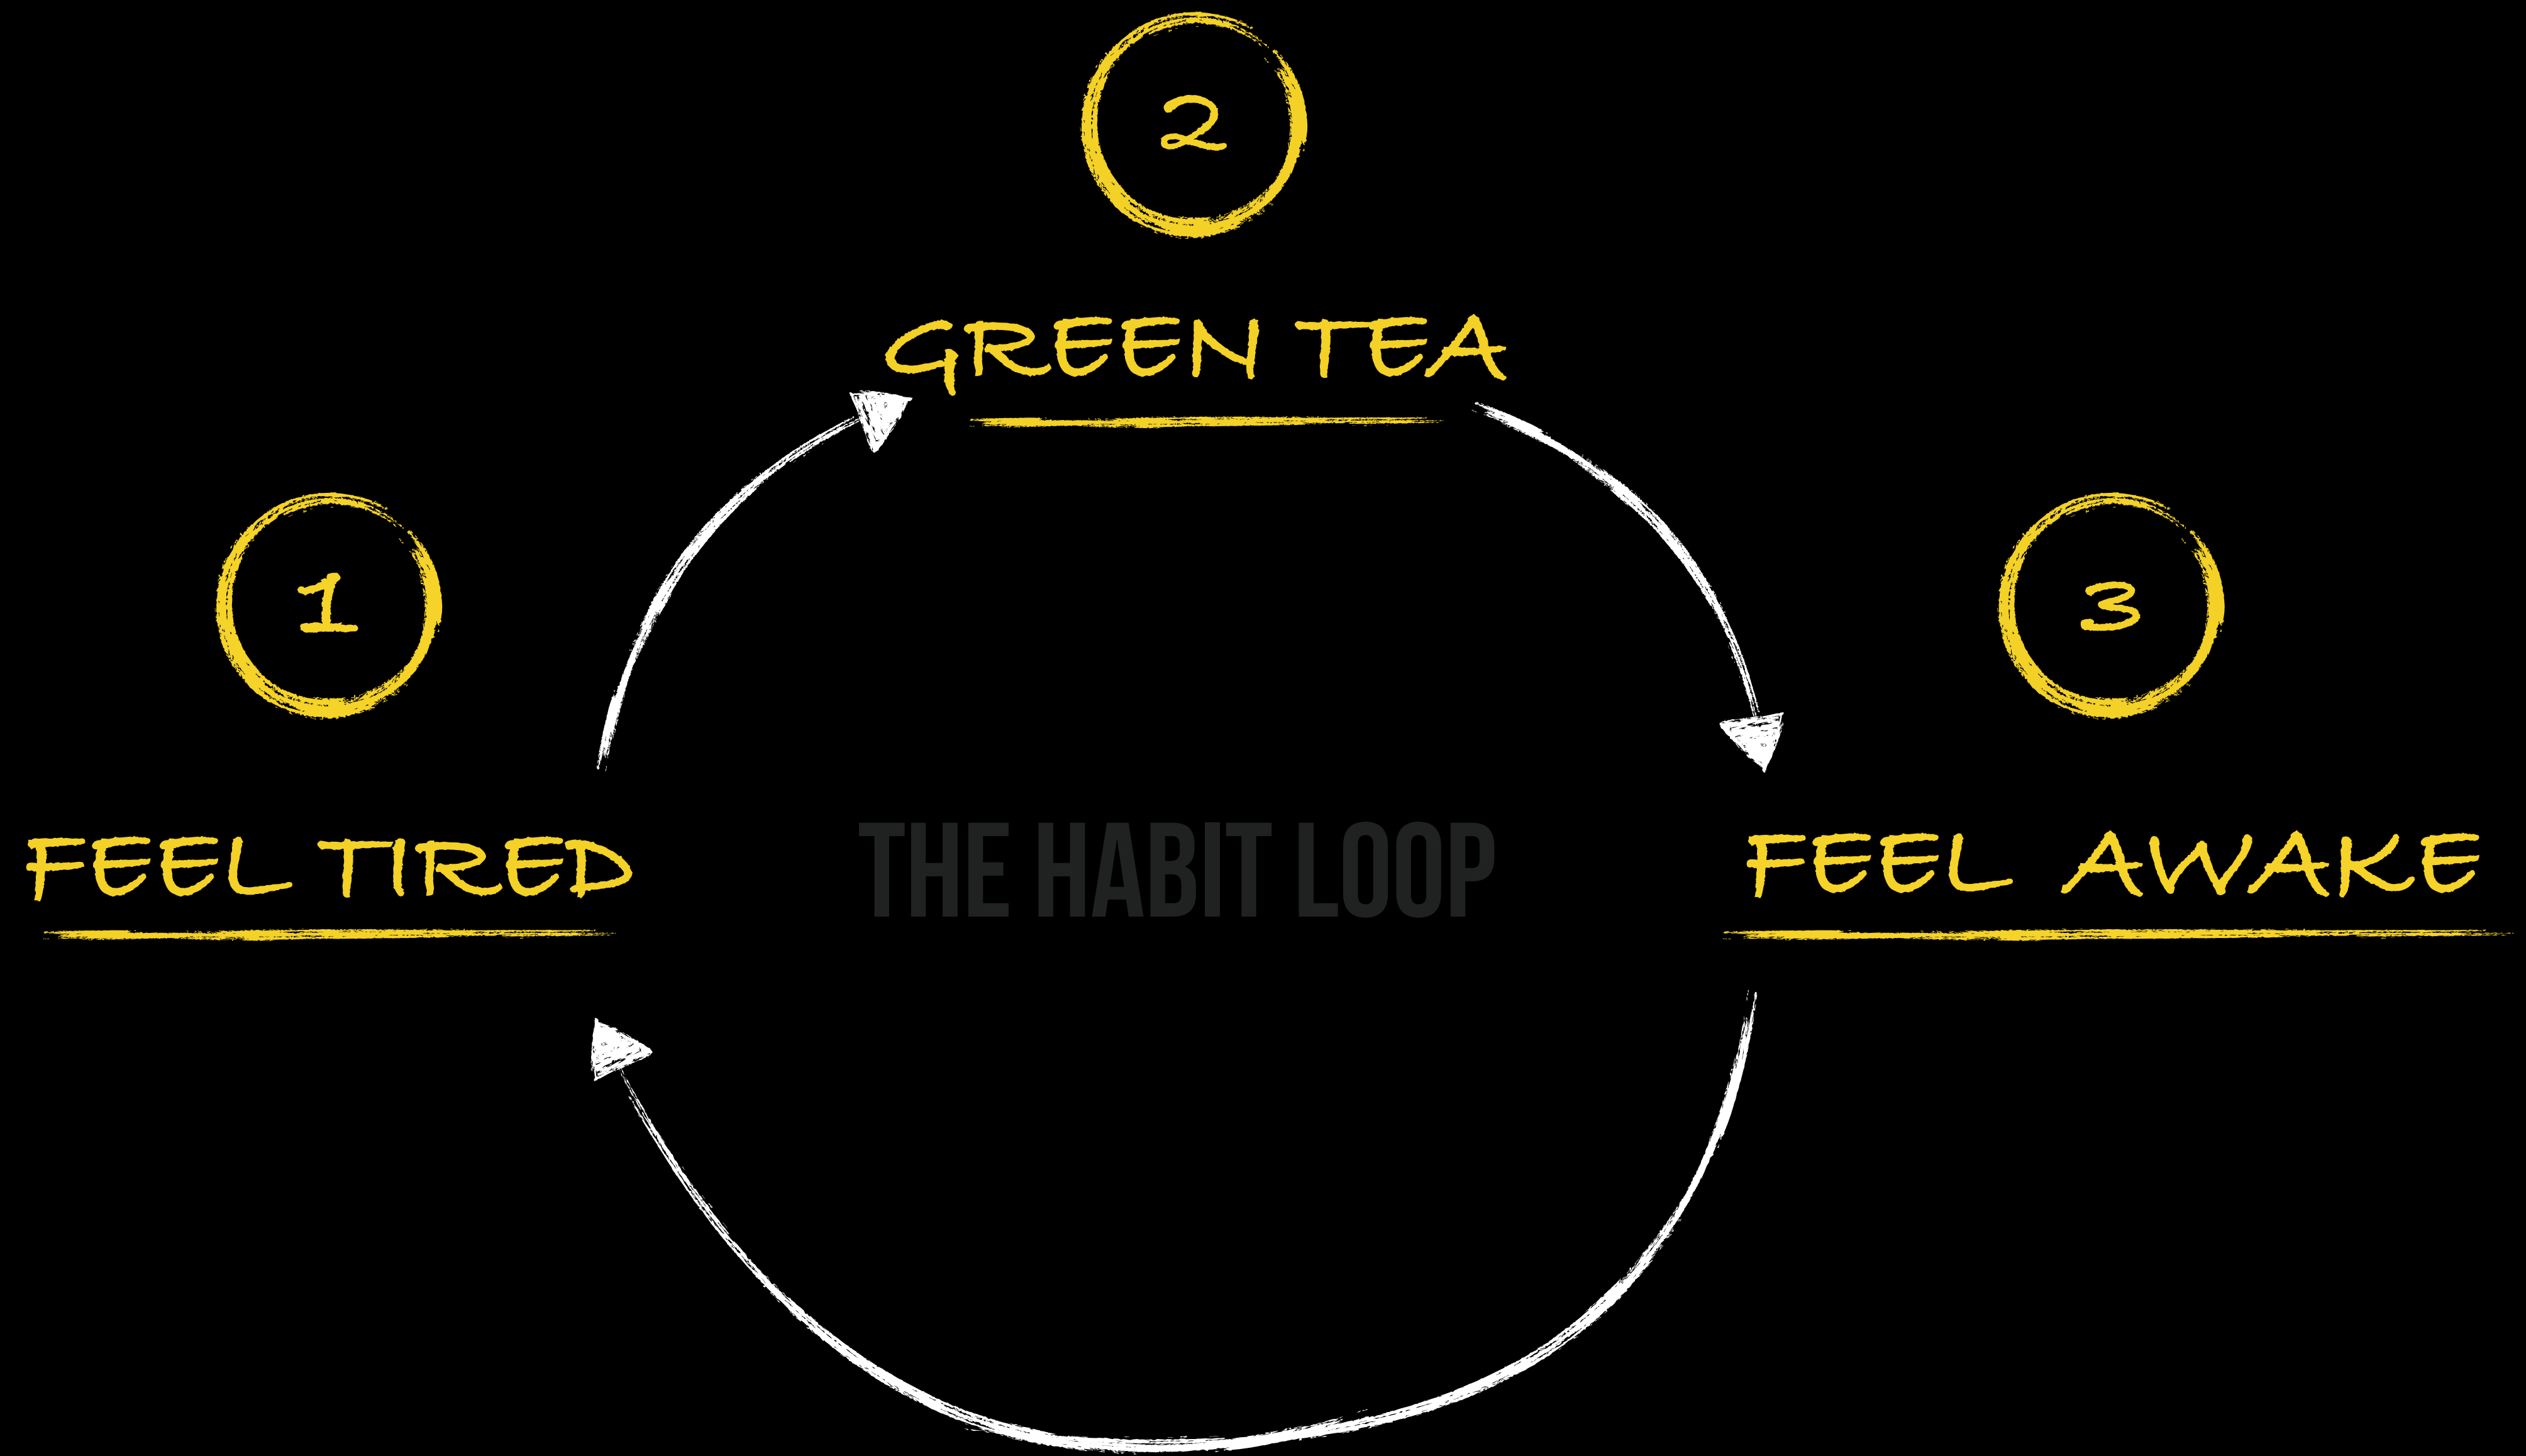 2
GREEN TEA
1
3
FEEL TIRED
THE HABIT LOOP
FEEL AWAKE